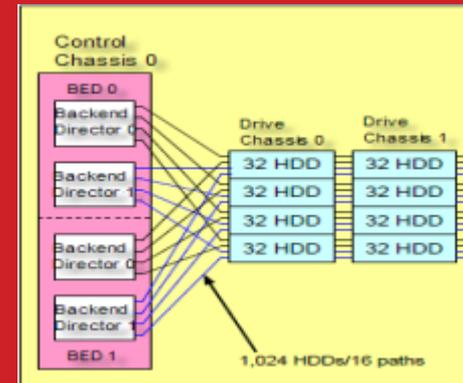 Control
Chassis 0
BED 0
Backend
Director 0
Backend
Director 1
Backend
Director 0
Backend
Director 1
BED 1
Drive
Chassis 0
32 HDD
32 HDD
32 HDD
32 HDD
Drive
Chassis 1
32 HDD
32 HDD
32 HDD
32 HDD
1,024 HDDs/16 paths